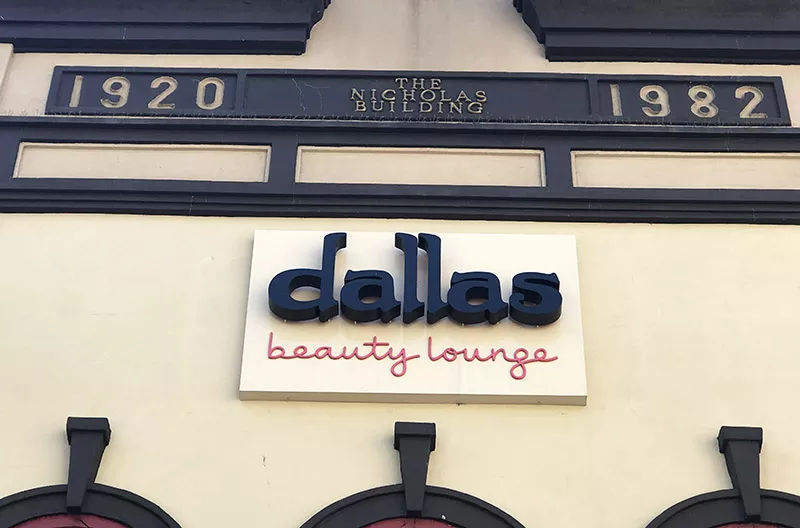 1920
THE
NICHOLAS
BUILDING
1982
dallas
beauty lounge